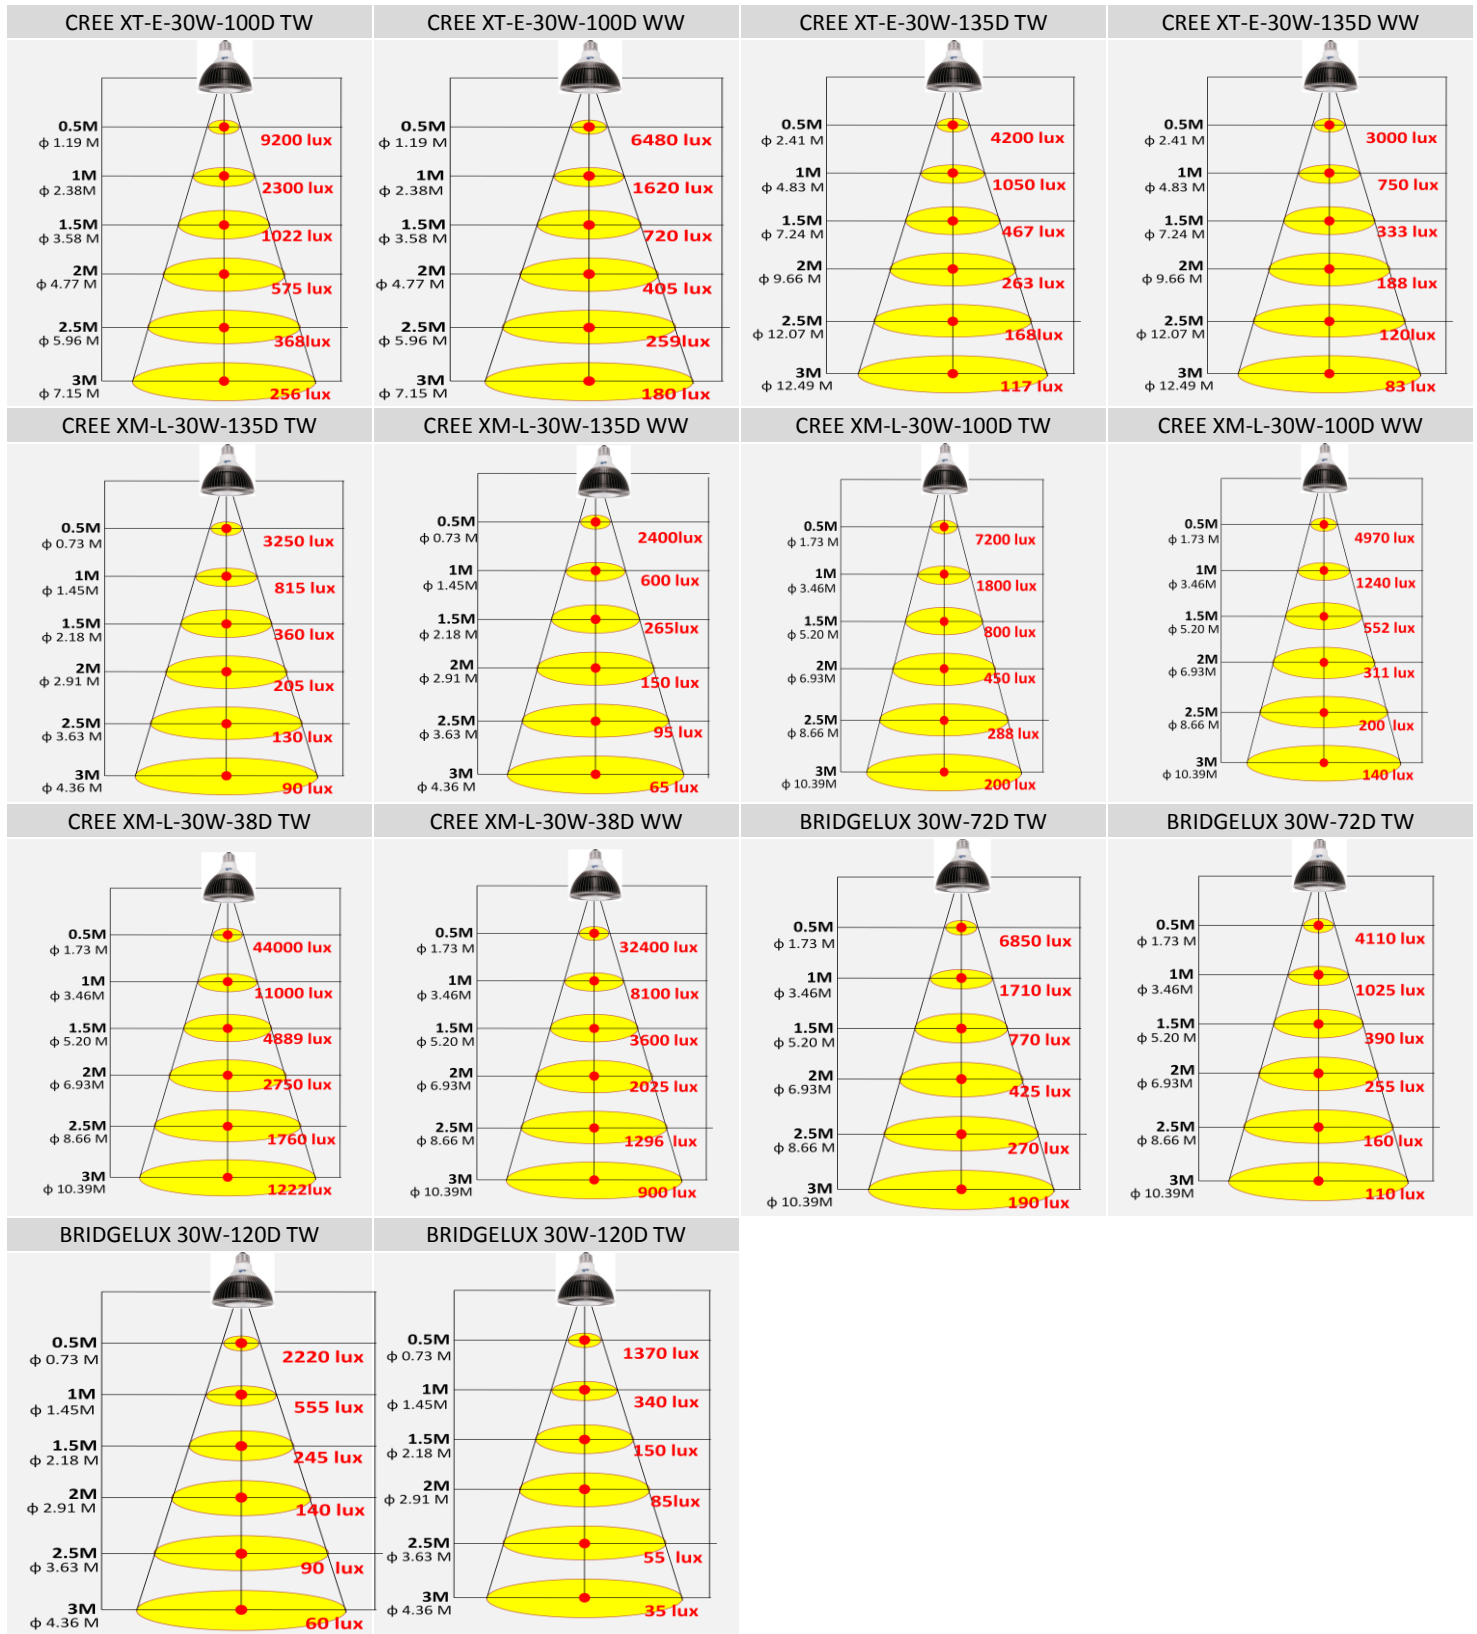 CREE XT-E-30W-100D TW
0.5M
ϕ 1.19 M
9200 lux
1M
ϕ 2.38M
2300 lux
1.5M
ϕ 3.58 M
1022 lux
2M
ϕ 4.77 M
575 lux
2.5M
ϕ 5.96 M
368lux
3M
ϕ 7.15 M
256 lux
CREE XT-E-30W-100D WW
0.5M
ϕ 1.19 M
6480 lux
1M
ϕ 2.38M
1620 lux
1.5M
ϕ 3.58 M
720 lux
2M
ϕ 4.77 M
405 lux
2.5M
ϕ 5.96 M
259lux
3M
ϕ 7.15 M
180 lux
CREE XT-E-30W-135D TW
0.5M
ϕ 2.41 M
4200 lux
1M
ϕ 4.83 M
1050 lux
1.5M
ϕ 7.24 M
467 lux
2M
ϕ 9.66 M
263 lux
2.5M
ϕ 12.07 M
168lux
3M
ϕ 12.49 M
117 lux
CREE XT-E-30W-135D WW
0.5M
ϕ 2.41 M
3000 lux
1M
ϕ 4.83 M
750 lux
1.5M
ϕ 7.24 M
333 lux
2M
ϕ 9.66 M
188 lux
2.5M
ϕ 12.07 M
120lux
3M
ϕ 12.49 M
83 lux
CREE XM-L-30W-135D TW
0.5M
ϕ 0.73 M
3250 lux
1M
ϕ 1.45M
815 lux
1.5M
ϕ 2.18 M
360 lux
2M
ϕ 2.91 M
205 lux
2.5M
ϕ 3.63 M
130 lux
3M
ϕ 4.36 M
90 lux
CREE XM-L-30W-135D WW
0.5M
ϕ 0.73 M
2400lux
1M
ϕ 1.45M
600 lux
1.5M
ϕ 2.18 M
265lux
2M
ϕ 2.91 M
150 lux
2.5M
ϕ 3.63 M
95 lux
3M
ϕ 4.36 M
65 lux
CREE XM-L-30W-100D TW
0.5M
ϕ 1.73 M
7200 lux
1M
ϕ 3.46M
1800 lux
1.5M
ϕ 5.20 M
800 lux
2M
ϕ 6.93M
450 lux
2.5M
ϕ 8.66 M
288 lux
3M
ϕ 10.39M
200 lux
CREE XM-L-30W-100D WW
0.5M
ϕ 1.73 M
4970 lux
1M
ϕ 3.46M
1240 lux
1.5M
ϕ 5.20 M
552 lux
2M
ϕ 6.93M
311 lux
2.5M
ϕ 8.66 M
200 lux
3M
ϕ 10.39M
140 lux
CREE XM-L-30W-38D TW
0.5M
ϕ 1.73 M
44000 lux
1M
ϕ 3.46M
11000 lux
1.5M
ϕ 5.20 M
4889 lux
2M
ϕ 6.93M
2750 lux
2.5M
ϕ 8.66 M
1760 lux
3M
ϕ 10.39M
1222lux
CREE XM-L-30W-38D WW
0.5M
ϕ 1.73 M
32400 lux
1M
ϕ 3.46M
8100 lux
1.5M
ϕ 5.20 M
3600 lux
2M
ϕ 6.93M
2025 lux
2.5M
ϕ 8.66 M
1296 lux
3M
ϕ 10.39M
900 lux
BRIDGELUX 30W-72D TW
0.5M
ϕ 1.73 M
6850 lux
1M
ϕ 3.46M
1710 lux
1.5M
ϕ 5.20 M
770 lux
2M
ϕ 6.93M
425 lux
2.5M
ϕ 8.66 M
270 lux
3M
ϕ 10.39M
190 lux
BRIDGELUX 30W-72D TW
0.5M
ϕ 1.73 M
4110 lux
1M
ϕ 3.46M
1025 lux
1.5M
ϕ 5.20 M
390 lux
2M
ϕ 6.93M
255 lux
2.5M
ϕ 8.66 M
160 lux
3M
ϕ 10.39M
110 lux
BRIDGELUX 30W-120D TW
0.5M
ϕ 0.73 M
2220 lux
1M
ϕ 1.45M
555 lux
1.5M
ϕ 2.18 M
245 lux
2M
ϕ 2.91 M
140 lux
2.5M
ϕ 3.63 M
90 lux
3M
ϕ 4.36 M
60 lux
BRIDGELUX 30W-120D TW
0.5M
ϕ 0.73 M
1370 lux
1M
ϕ 1.45M
340 lux
1.5M
ϕ 2.18 M
150 lux
2M
ϕ 2.91 M
85lux
2.5M
ϕ 3.63 M
55 lux
3M
ϕ 4.36 M
35 lux